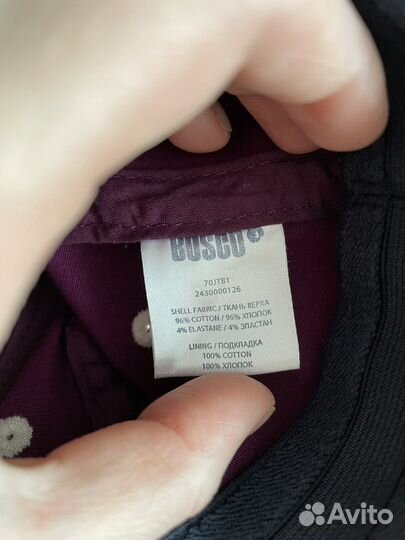 BOSCO
70JTB1
2430000126
SHELL FABRIC / ТКАНЬ ВЕРХА
96% COTTON / 96% ХЛОПОК
4% ELASTANE / 4% ЭЛАСТАН
LINING / ПОДКЛАДКА
100% COTTON
100% ХЛОПОК
Avito